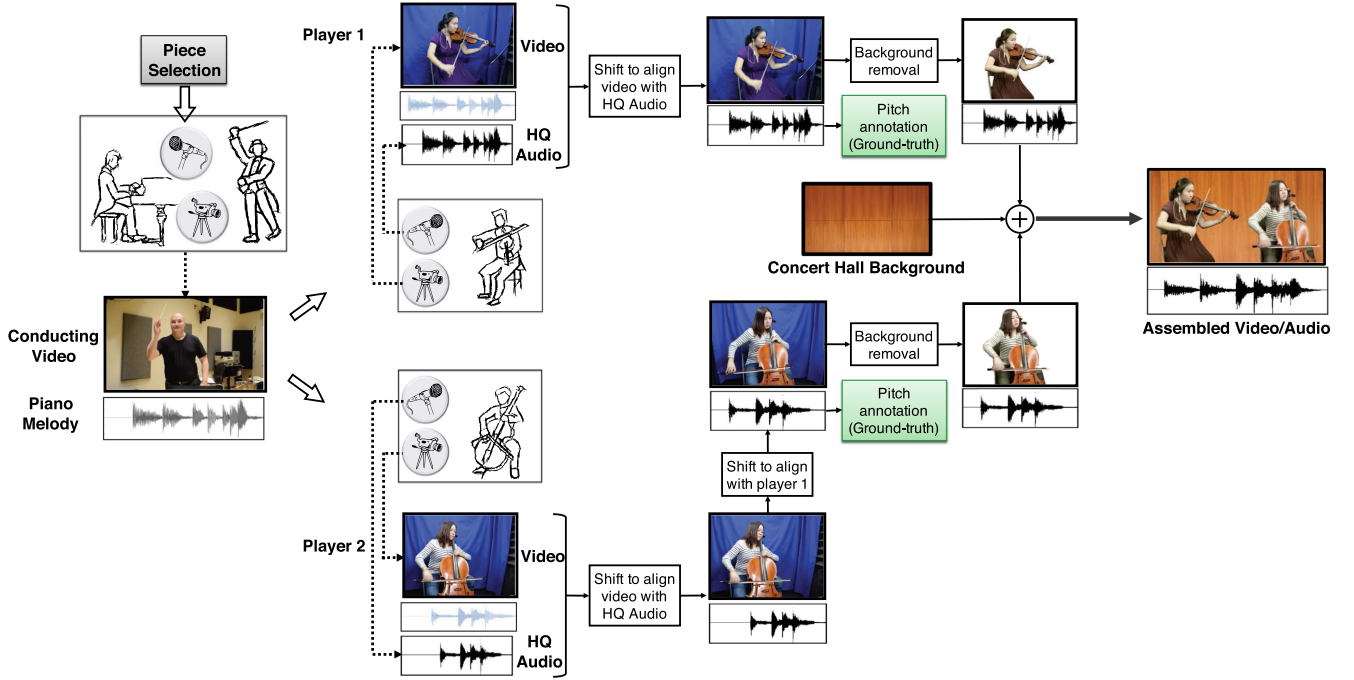 Piece
Selection
Conducting
Video
Piano
Melody
Player 1
Video
HQ
Audio
Shift to align
video with
HQ Audio
Background
removal
Pitch
annotation
(Ground-truth)
Concert Hall Background
+
Assembled Video/Audio
Background
removal
Pitch
annotation
(Ground-truth)
Shift to align
with player 1
Player 2
Video
HQ
Audio
Shift to align
video with
HQ Audio